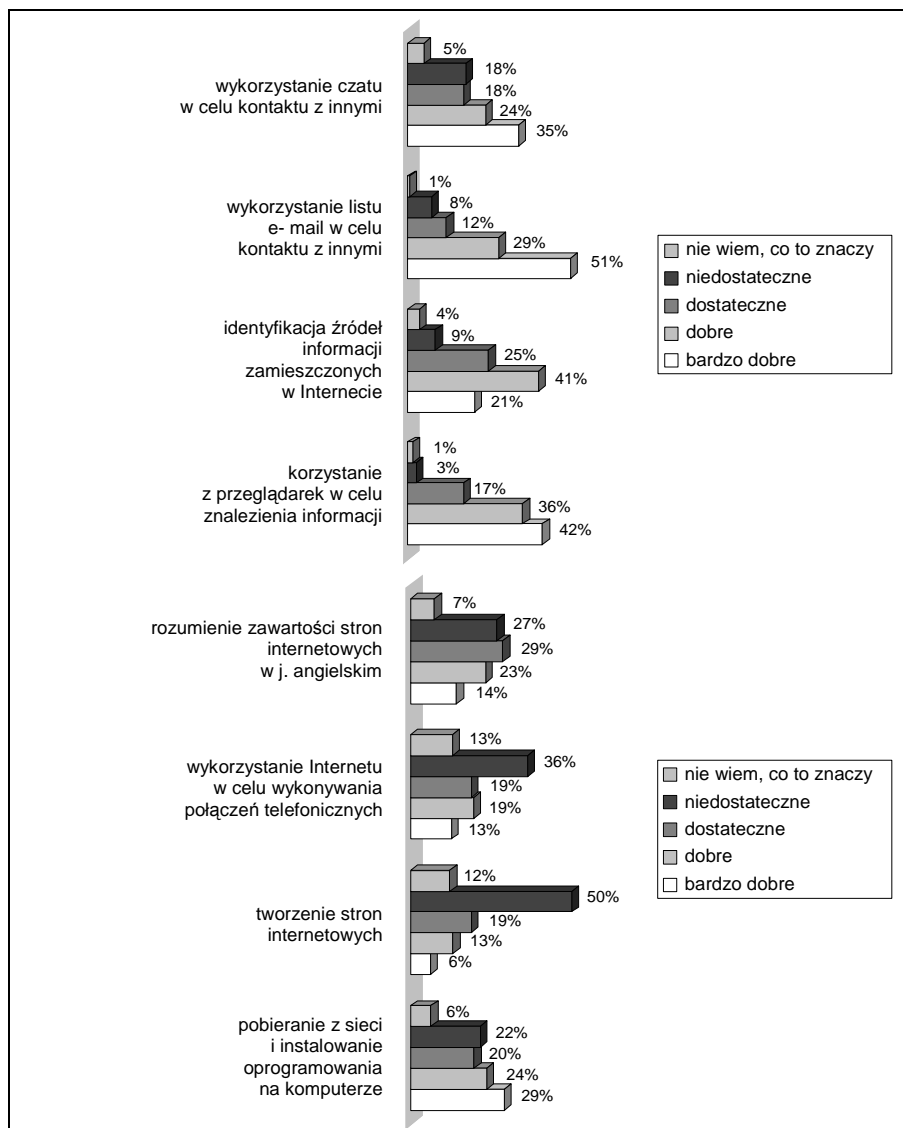 5%
18%
wykorzystanie czatu
w celu kontaktu z innymi
18%
24%
35%
1%
8%
wykorzystanie listu
e- mail w celu
kontaktu z innymi
12%
29%
51%
4%
9%
identyfikacja źródeł
informacji
zamieszczonych
w Internecie
25%
41%
21%
1%
3%
korzystanie
z przeglądarek w celu
znalezienia informacji
17%
36%
42%
nie wiem, co to znaczy
niedostateczne
dostateczne
dobre
bardzo dobre
7%
27%
rozumienie zawartości stron
internetowych
w j. angielskim
29%
23%
14%
13%
36%
wykorzystanie Internetu
w celu wykonywania
połączeń telefonicznych
19%
19%
13%
12%
50%
tworzenie stron
internetowych
19%
13%
6%
6%
22%
pobieranie z sieci
i instalowanie
oprogramowania
na komputerze
20%
24%
29%
nie wiem, co to znaczy
niedostateczne
dostateczne
dobre
bardzo dobre